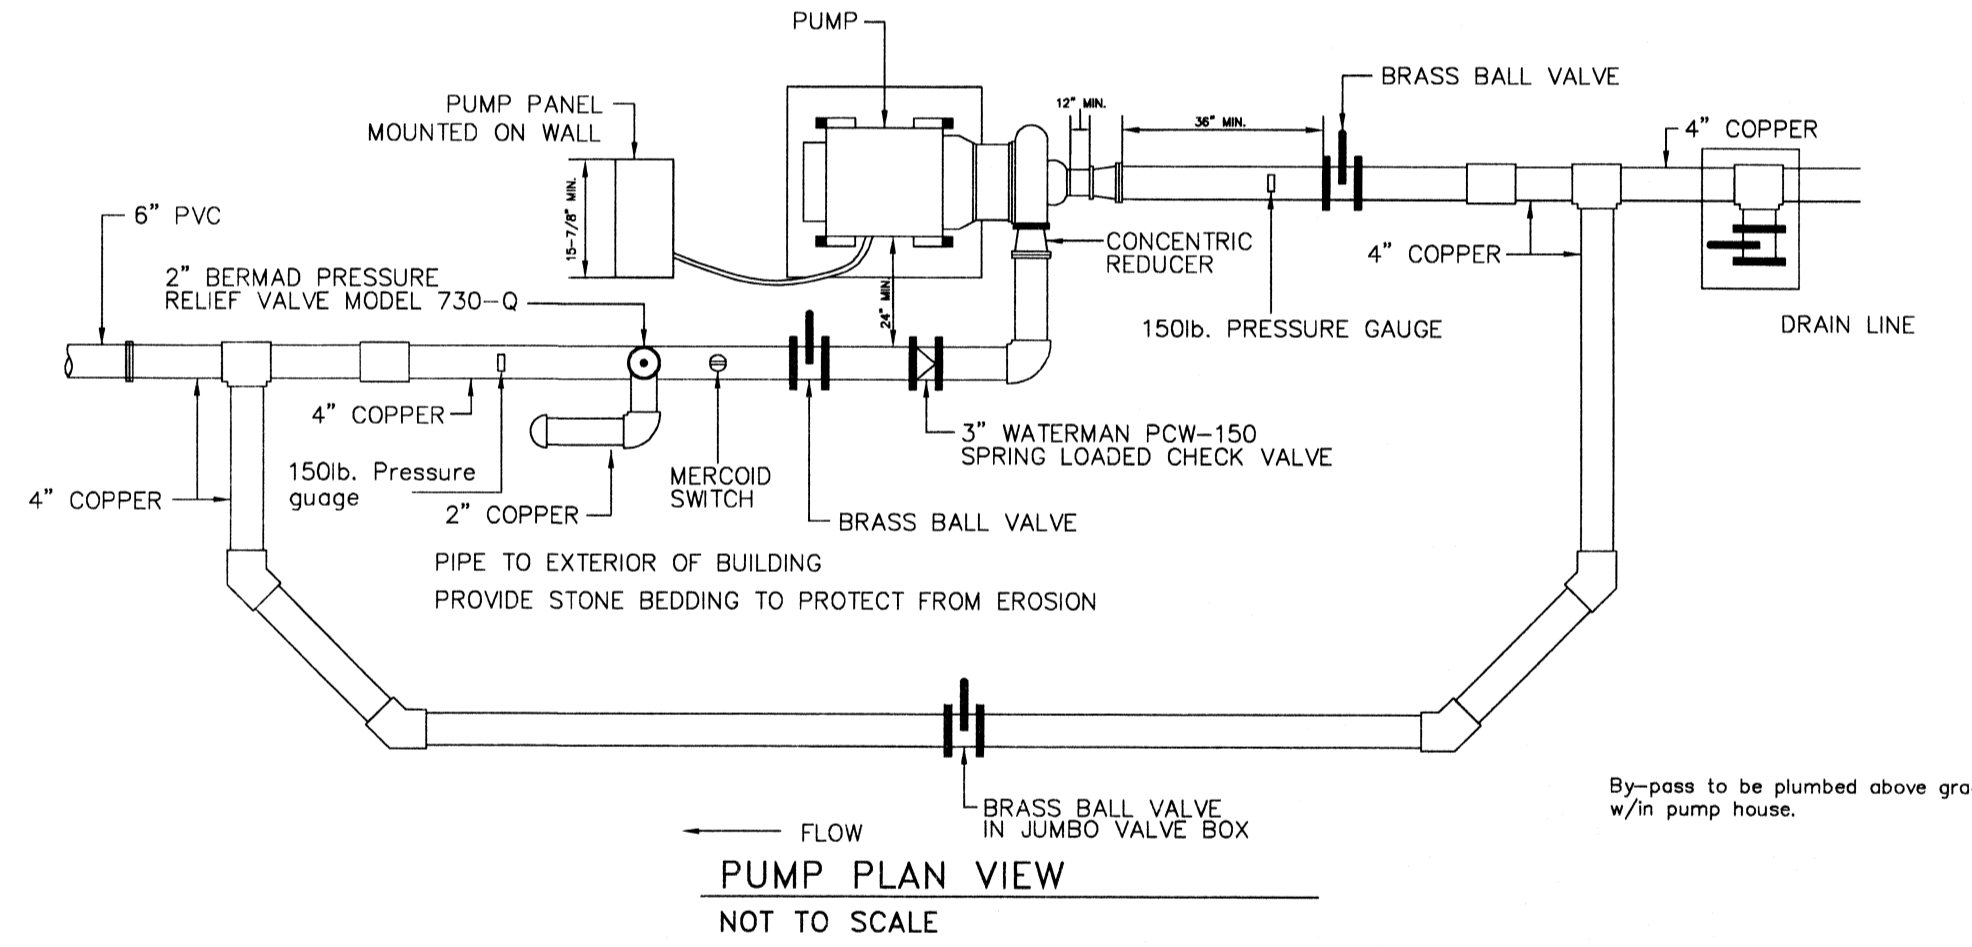 PUMP
BRASS BALL VALVE
PUMP PANEL
MOUNTED ON WALL
12" MIN.
36" MIN.
4" COPPER
15-7/8" MIN.
6" PVC
2" BERMAD PRESSURE
RELIEF VALVE MODEL 730-Q
24" MIN.
CONCENTRIC
REDUCER
4" COPPER
150lb. PRESSURE GAUGE
DRAIN LINE
4" COPPER
150lb. Pressure
guage
4" COPPER
2" COPPER
MERCOID
SWITCH
3" WATERMAN PCW-150
SPRING LOADED CHECK VALVE
BRASS BALL VALVE
PIPE TO EXTERIOR OF BUILDING
PROVIDE STONE BEDDING TO PROTECT FROM EROSION
By-pass to be plumbed above gra
w/in pump house.
BRASS BALL VALVE
IN JUMBO VALVE BOX
FLOW
PUMP PLAN VIEW
NOT TO SCALE